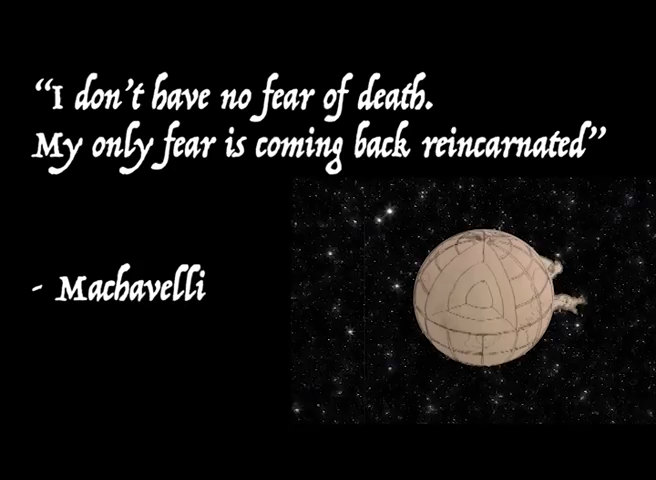 “I don’t have no fear of death.
My only fear is coming back reincarnated”
- Machavelli